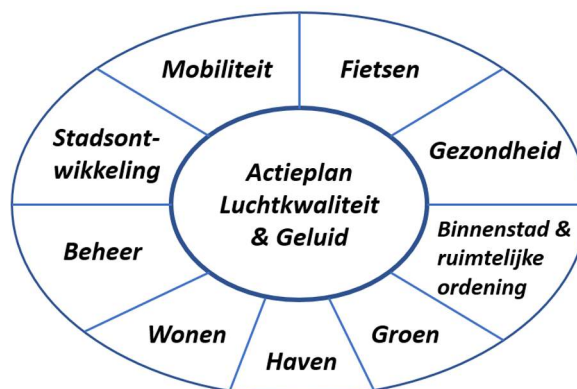 Mobiliteit
Fietsen
Stadsont-
wikkeling
Gezondheid
Actieplan
Luchtkwaliteit
& Geluid
Beheer
Binnenstad &
ruimtelijke
ordening
Wonen
Haven
Groen